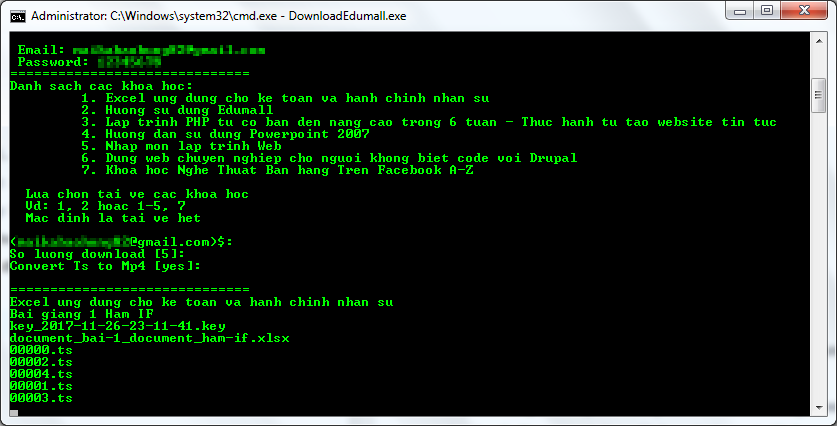 Administrator: C:\Windows\system32\cmd.exe - DownloadEdumall.exe
Email:
Password:
==============================
Danh sach cac khoa hoc:
1. Excel ung dung cho ke toan va hanh chinh nhan su
2. Huong su dung Edumall
3. Lap trinh PHP tu co ban den nang cao trong 6 tuan - Thuc hanh tu tao website tin tuc
4. Huong dan su dung Powerpoint 2007
5. Nhap mon lap trinh Web
6. Dung web chuyen nghiep cho nguoi khong biet code voi Drupal
7. Khoa hoc Nghe Thuat Ban hang Tren Facebook A-Z
Lua chon tai ve cac khoa hoc
Vd: 1, 2 hoac 1-5, 7
Mac dinh la tai ve het
(@gmail.com)$:
So luong download [5]:
Convert Ts to Mp4 [yes]:
==============================
Excel ung dung cho ke toan va hanh chinh nhan su
Bai giang 1 Ham IF
key_2017-11-26-23-11-41.key
document_bai-1_document_ham-if.xlsx
00000.ts
00002.ts
00004.ts
00001.ts
00003.ts